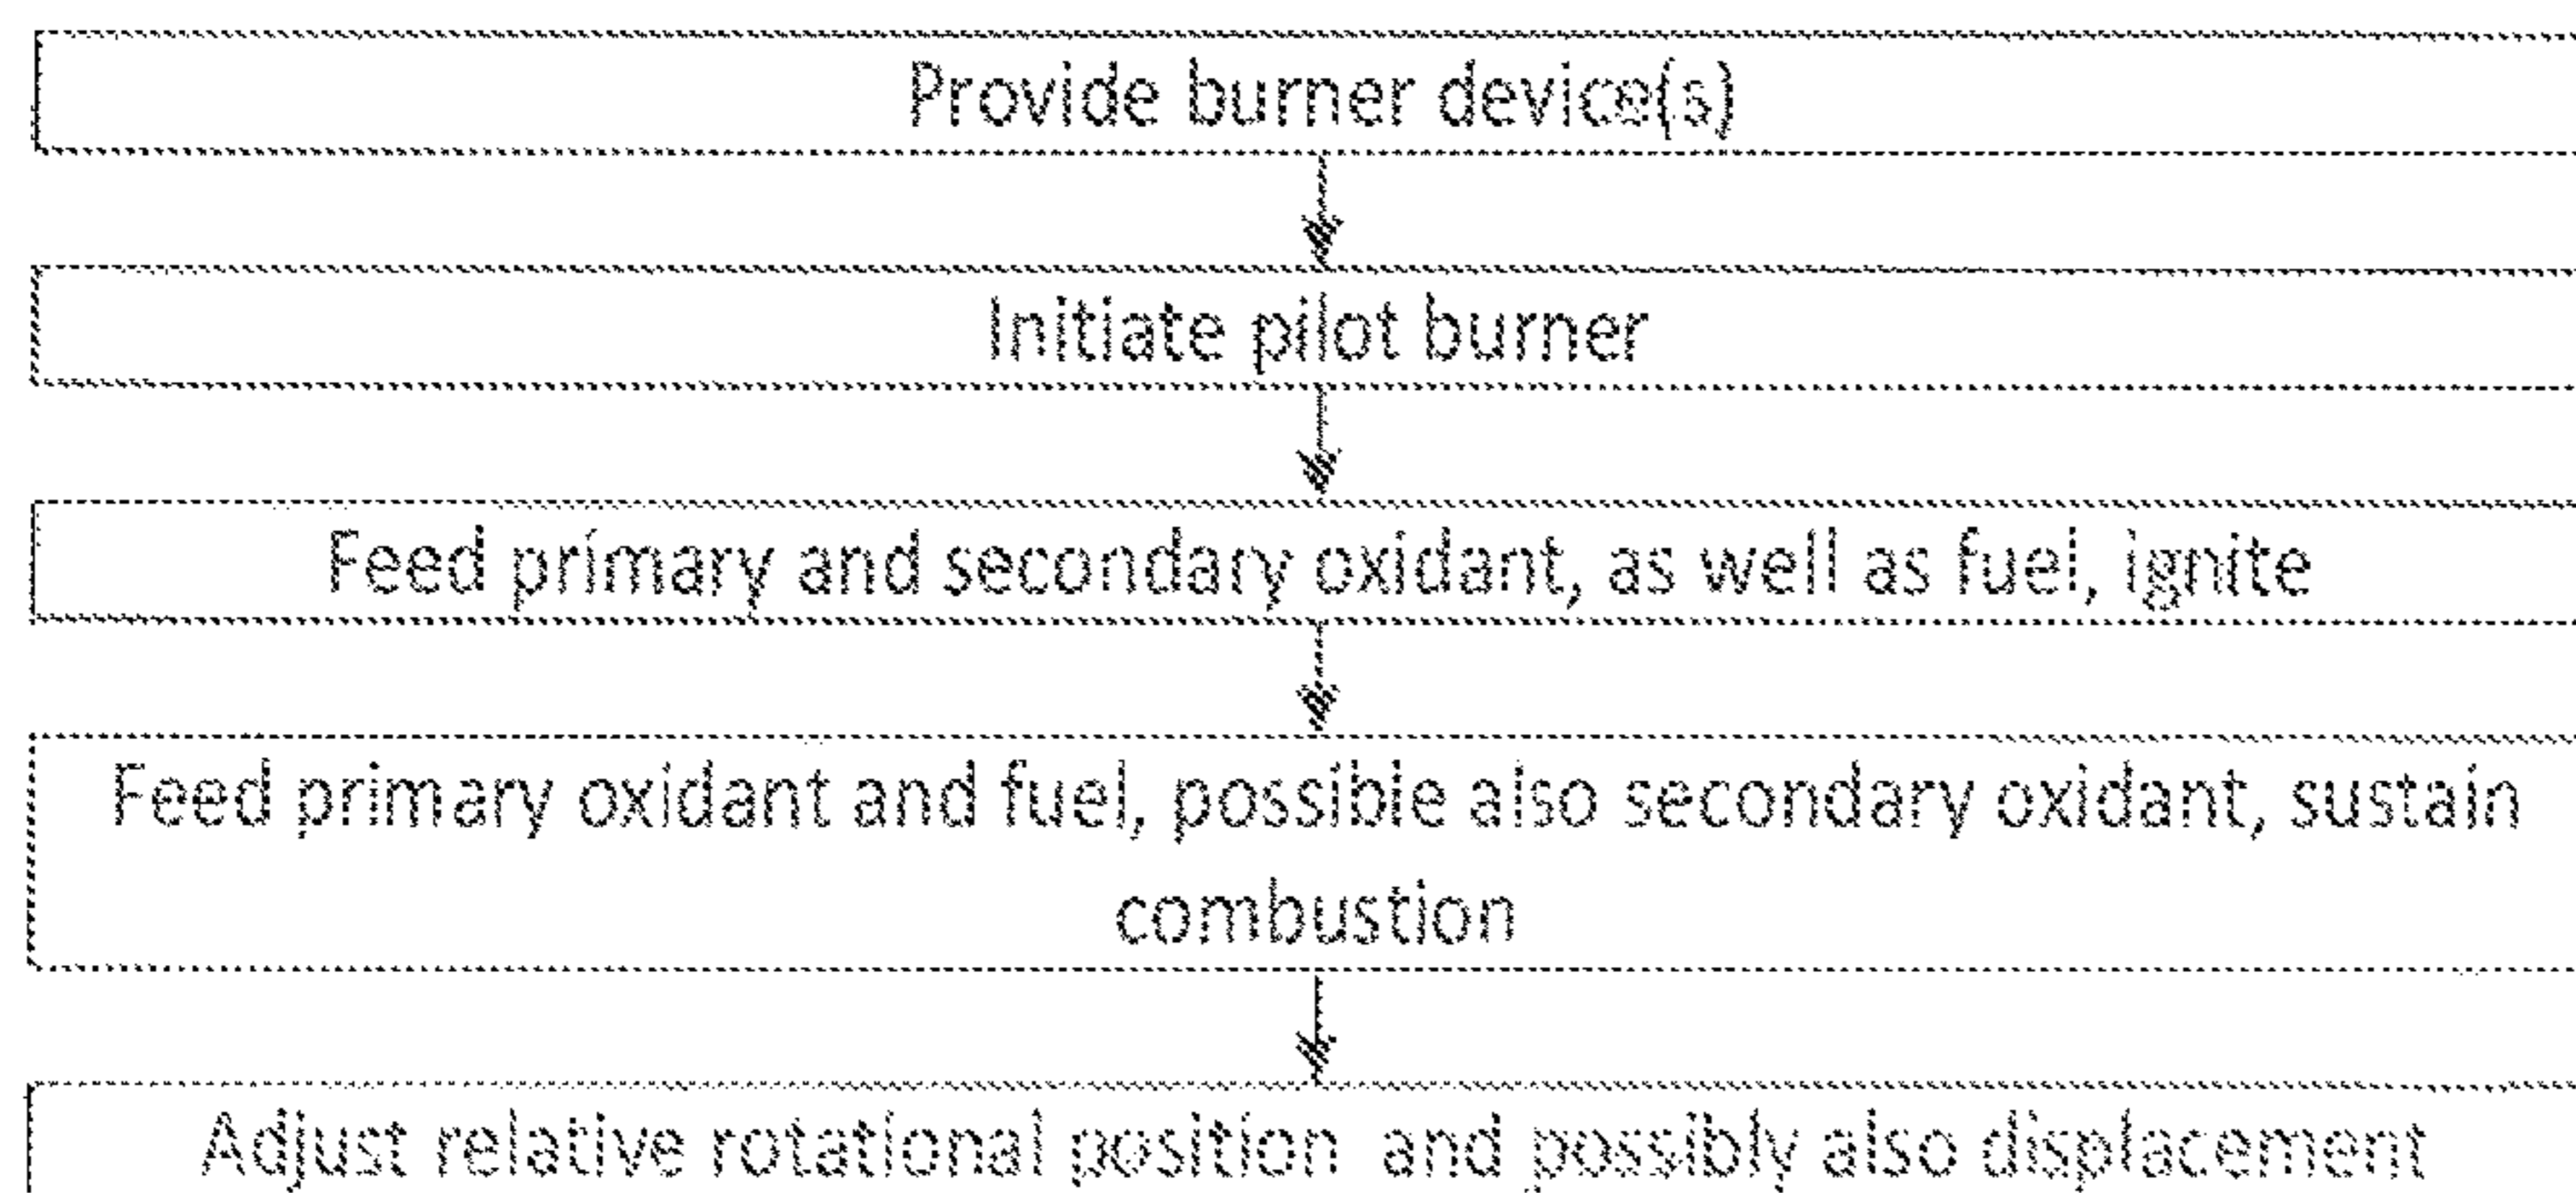 Provide burner device(s)
Initiate pilot burner
Feed primary and secondary oxidant, as well as fuel, ignite
Feed primary oxidant and fuel, possible also secondary oxidant, sustain
combustion
Adjust relative rotational position and possibly also displacement